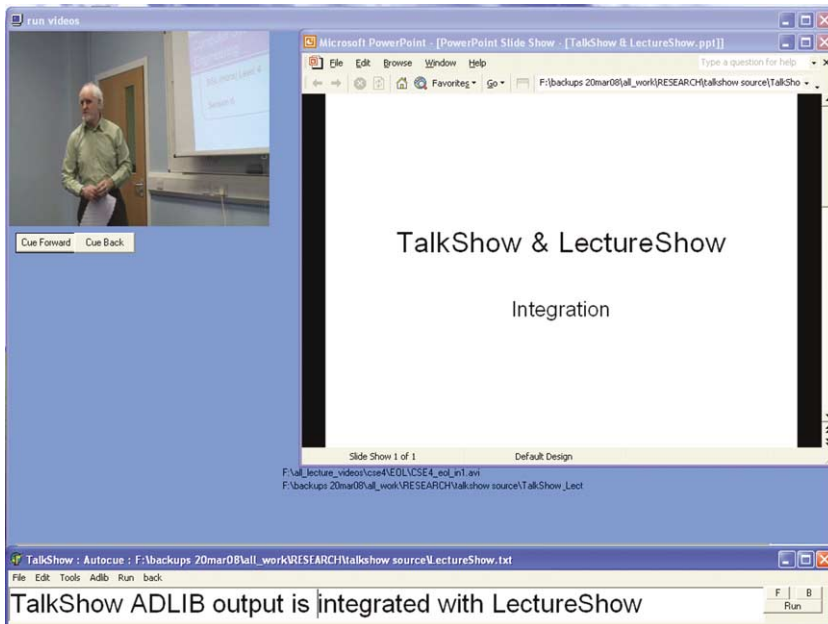 run videos
Session 6
Cue Forward Cue Back
Microsoft PowerPoint - [PowerPoint Slide Show - [TalkShow & LectureShow.ppt]]
File Edit Browse Window Help
Type a question for help
Favorites Go F:\backups 20mar08\all_work\RESEARCH\talkshow source\TalkSho
TalkShow & LectureShow
Integration
Slide Show 1 of 1 Default Design
F:\all_lecture_videos\cse4\EOL\CSE4_eol_in1.avi
F:\backups 20mar08\all_work\RESEARCH\talkshow source\TalkShow_Lect
TalkShow : Autocue : F:\backups 20mar08\all_work\RESEARCH\talkshow source\LectureShow.txt
File Edit Tools Adlib Run back
TalkShow ADLIB output is integrated with LectureShow
F B
Run